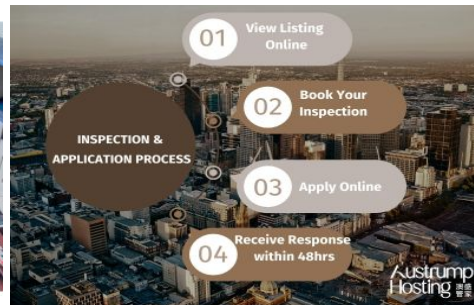 01
View Listing
Online
02
Book Your
Inspection
INSPECTION &
APPLICATION PROCESS
03
Apply Online
04
Receive Response
within 48hrs
Austrump
Hosting